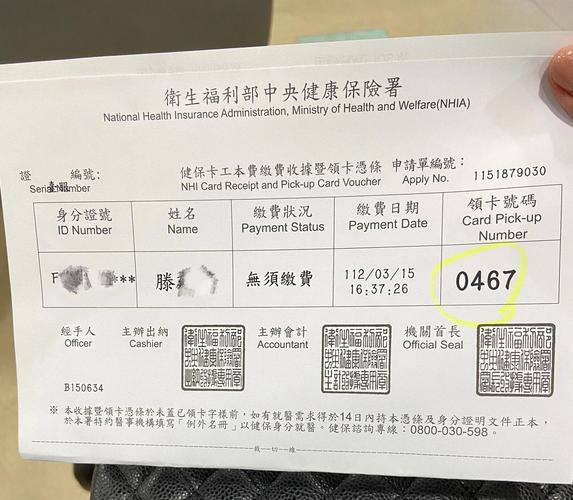 衛生福利部中央健康保險署
National Health Insurance Administration, Ministry of Health and Welfare(NHIA)
證 編號:
Serial Number
健保卡工本費繳費收據暨領卡憑條 申請單編號:
NHI Card Receipt and Pick-up Card Voucher Apply No. 1151879030
身分證號 姓名 繳費狀況 繳費日期 領卡號碼
ID Number Name Payment Status Payment Date Card Pick-up Number
F ** 滕 無須繳費 112/03/15 16:37:26 0467
經手人 主辦出納 主辦會計 機關首長
Officer Cashier Accountant Official Seal
B150634
※ 本收據暨領卡憑條於未蓋已領卡字樣前,如有就醫需求得於14日內持本憑條及身分證明文件正本,
於本署特約醫事機構填寫「例外名冊」以健保身分就醫。健保諮詢專線:0800-030-598。
裁---切---線